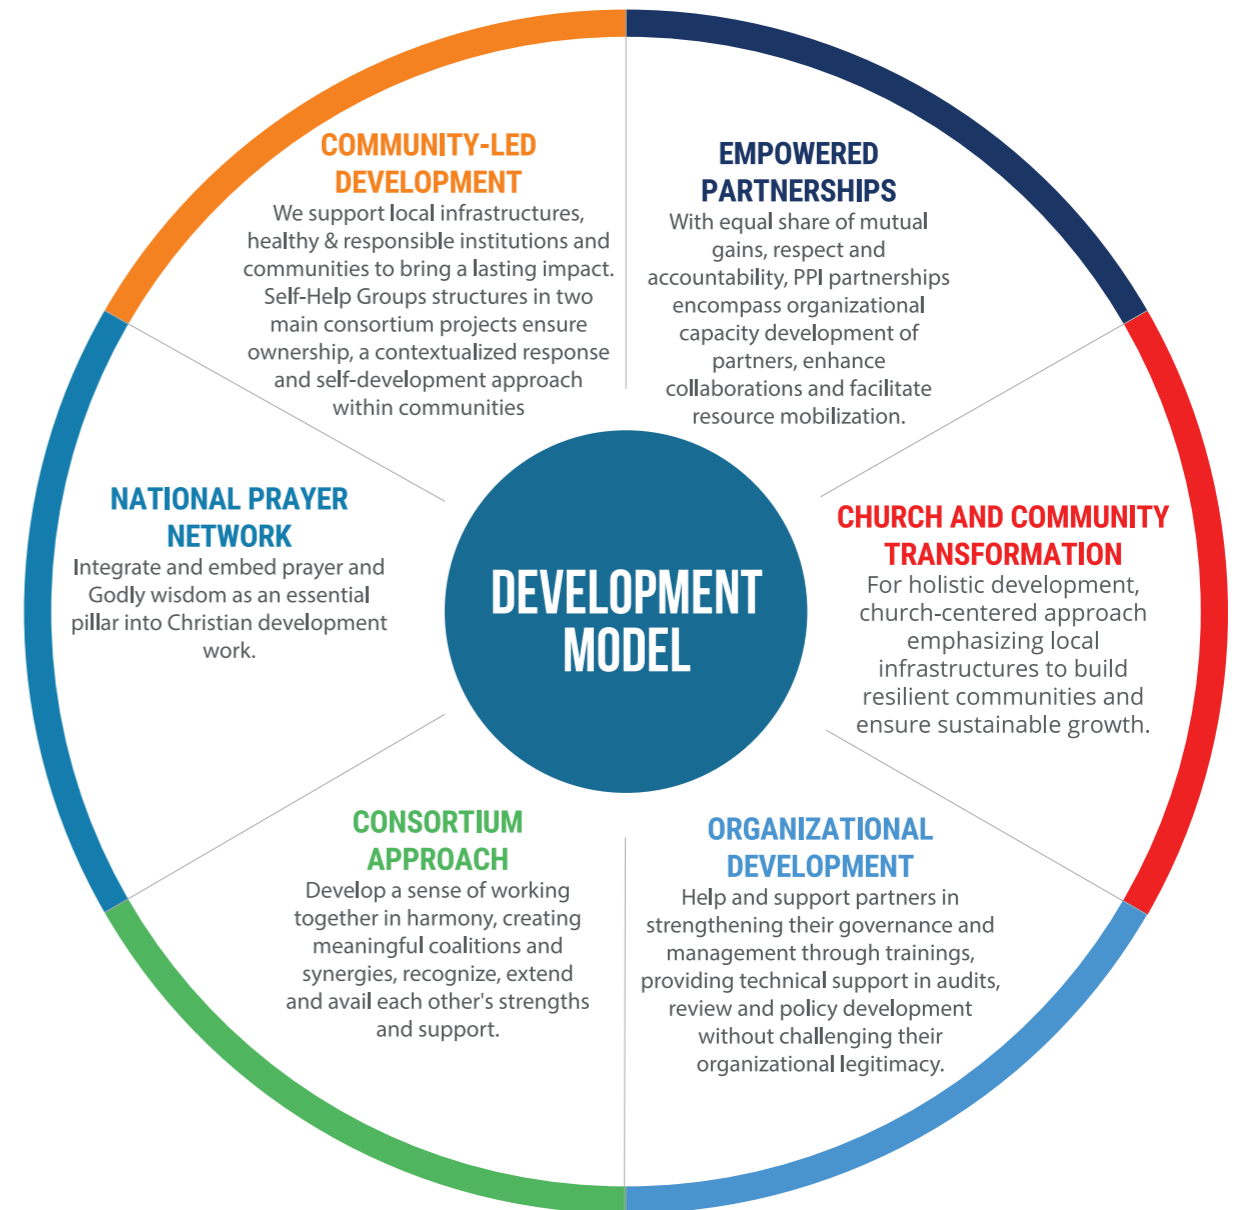 COMMUNITY-LED
DEVELOPMENT
We support local infrastructures,
healthy & responsible institutions and
communities to bring a lasting impact.
Self-Help Groups structures in two
main consortium projects ensure
ownership, a contextualized response
and self-development approach
within communities
EMPOWERED
PARTNERSHIPS
With equal share of mutual
gains, respect and
accountability, PPI partnerships
encompass organizational
capacity development of
partners, enhance
collaborations and facilitate
resource mobilization.
NATIONAL PRAYER
NETWORK
Integrate and embed prayer and
Godly wisdom as an essential
pillar into Christian development
work.
DEVELOPMENT
MODEL
CHURCH AND COMMUNITY
TRANSFORMATION
For holistic development,
church-centered approach
emphasizing local
infrastructures to build
resilient communities and
ensure sustainable growth.
CONSORTIUM
APPROACH
Develop a sense of working
together in harmony, creating
meaningful coalitions and
synergies, recognize, extend
and avail each other's strengths
and support.
ORGANIZATIONAL
DEVELOPMENT
Help and support partners in
strengthening their governance and
management through trainings,
providing technical support in audits,
review and policy development
without challenging their
organizational legitimacy.